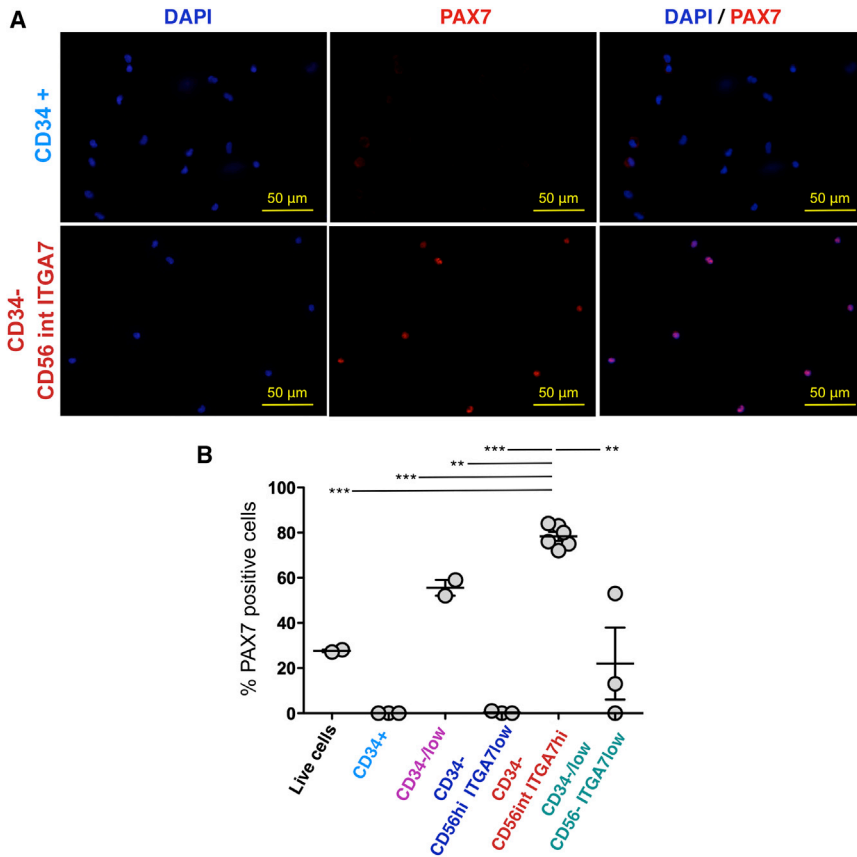 A
DAPI
PAX7
DAPI / PAX7
CD34 +
50 µm
50 µm
50 µm
CD34-
CD56 int ITGA7
50 µm
50 µm
50 µm
B
*** **
**
***
***
% PAX7 positive cells
100
80
60
40
20
0
Live cells
CD34+
CD34-/low
CD34-
CD56hi ITGA7low
CD34-
CD56int ITGA7hi
CD34-/low
CD56- ITGA7low